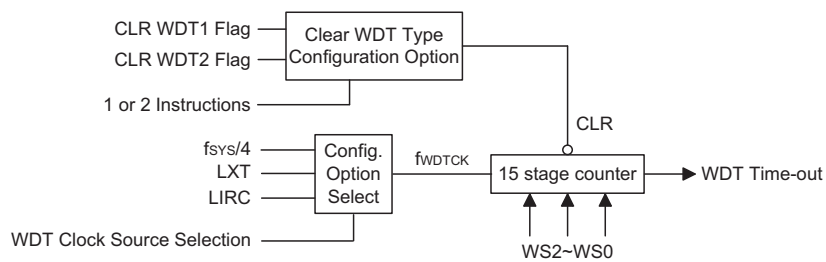 CLR WDT1 Flag
CLR WDT2 Flag
1 or 2 Instructions
Clear WDT Type
Configuration Option
CLR
fSYS/4
LXT
LIRC
WDT Clock Source Selection
Config.
Option
Select
fWDTCK
15 stage counter
WDT Time-out
WS2~WS0